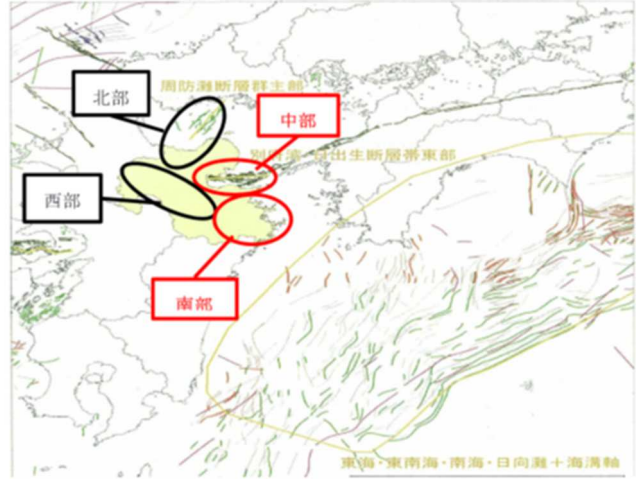 周防灘断層群主部
北部
中部
別府湾-日出生断層帯東部
西部
南部
東海・東南海・南海・日向灘＋海溝軸